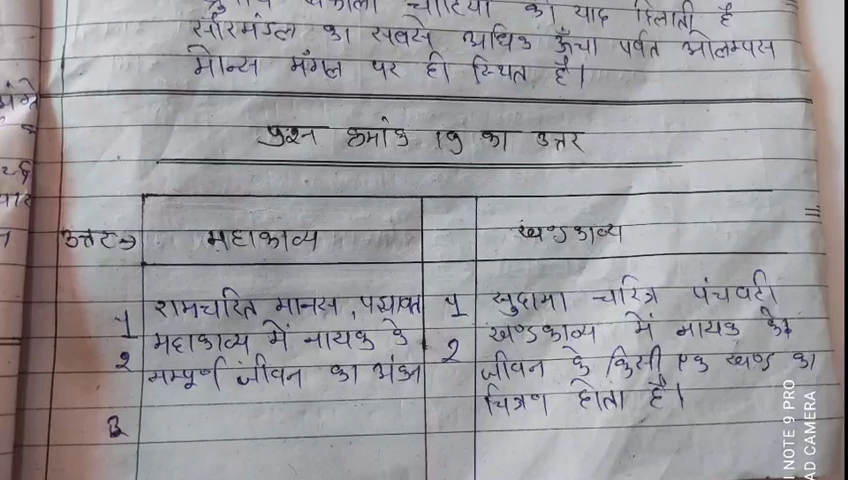 की याद दिलाती है
सौरमंडल का सबसे अधिक ऊँचा पर्वत ओलम्पस
मोन्स मंगल पर ही स्थित है।
प्रश्न क्रमांक 19 का उत्तर
उत्तर→ महाकाव्य खण्डकाव्य
1 रामचरित मानस, पद्मावत 1 सुदामा चरित्र पंचवटी
2 महाकाव्य में नायक के 2 खण्डकाव्य में नायक के
सम्पूर्ण जीवन का अंकन जीवन के किसी एक खण्ड का
चित्रण होता है।
3
I NOTE 9 PRO
AD CAMERA